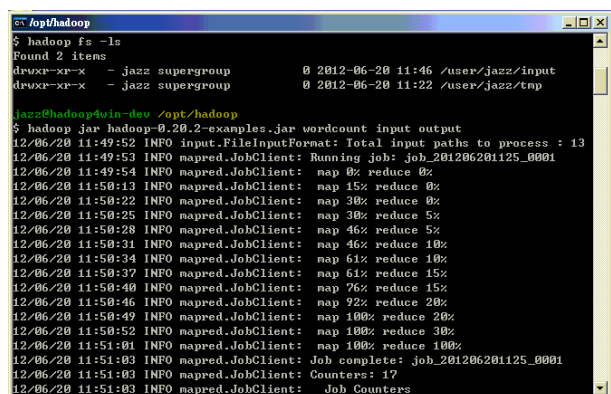 /opt/hadoop
$ hadoop fs -ls
Found 2 items
drwxr-xr-x - jazz supergroup 0 2012-06-20 11:46 /user/jazz/input
drwxr-xr-x - jazz supergroup 0 2012-06-20 11:22 /user/jazz/tmp
jazz@hadoop4win-dev /opt/hadoop
$ hadoop jar hadoop-0.20.2-examples.jar wordcount input output
12/06/20 11:49:52 INFO input.FileInputFormat: Total input paths to process : 13
12/06/20 11:49:53 INFO mapred.JobClient: Running job: job_201206201125_0001
12/06/20 11:49:54 INFO mapred.JobClient: map 0% reduce 0%
12/06/20 11:50:13 INFO mapred.JobClient: map 15% reduce 0%
12/06/20 11:50:22 INFO mapred.JobClient: map 30% reduce 0%
12/06/20 11:50:25 INFO mapred.JobClient: map 30% reduce 5%
12/06/20 11:50:28 INFO mapred.JobClient: map 46% reduce 5%
12/06/20 11:50:31 INFO mapred.JobClient: map 46% reduce 10%
12/06/20 11:50:34 INFO mapred.JobClient: map 61% reduce 10%
12/06/20 11:50:37 INFO mapred.JobClient: map 61% reduce 15%
12/06/20 11:50:40 INFO mapred.JobClient: map 76% reduce 15%
12/06/20 11:50:46 INFO mapred.JobClient: map 92% reduce 20%
12/06/20 11:50:49 INFO mapred.JobClient: map 100% reduce 20%
12/06/20 11:50:52 INFO mapred.JobClient: map 100% reduce 30%
12/06/20 11:51:01 INFO mapred.JobClient: map 100% reduce 100%
12/06/20 11:51:03 INFO mapred.JobClient: Job complete: job_201206201125_0001
12/06/20 11:51:03 INFO mapred.JobClient: Counters: 17
12/06/20 11:51:03 INFO mapred.JobClient: Job Counters